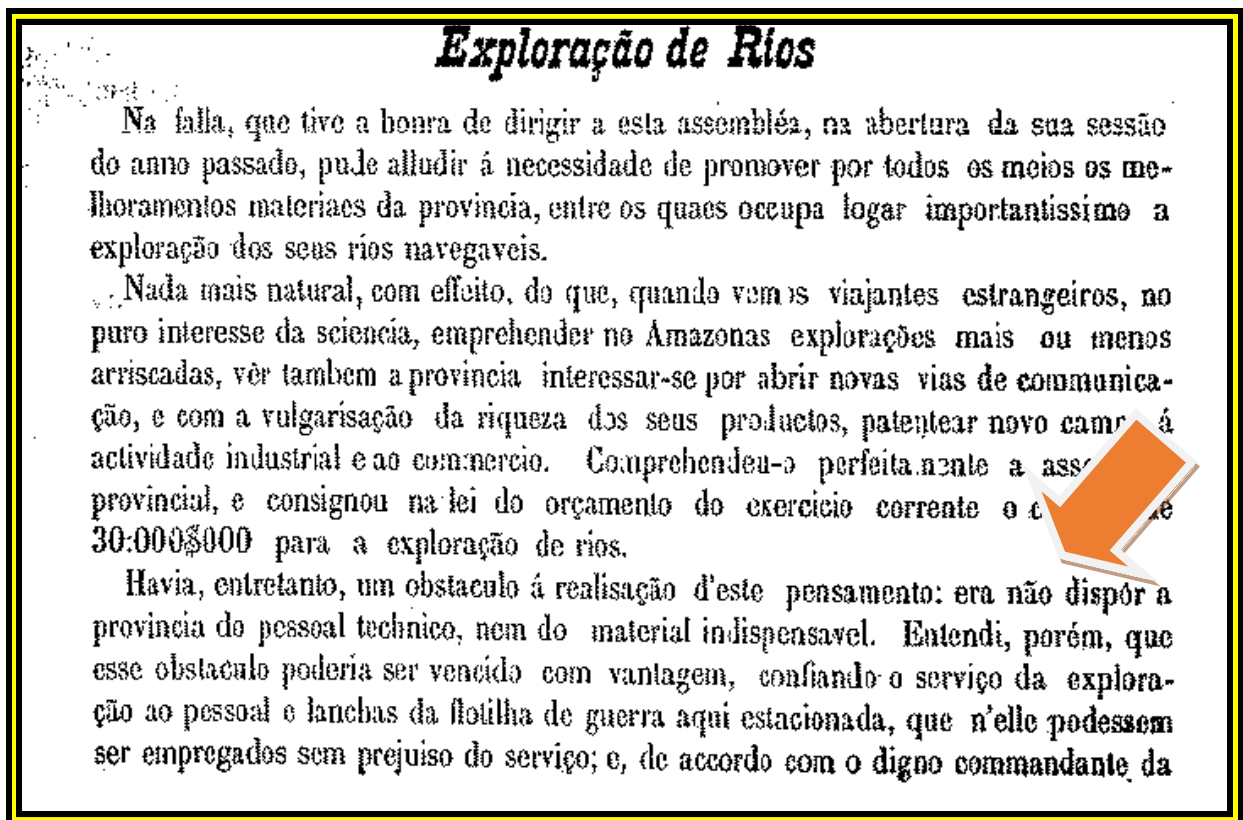 Exploração de Rios
Na falla, que tive a honra de dirigir a esta assembléa, na abertura da sua sessão
do anno passado, pude alludir á necessidade de promover por todos os meios os me-
lhoramentos materiaes da provincia, entre os quaes occupa logar importantissimo a
exploração dos seus rios navegaveis.
Nada mais natural, com effeito, do que, quando vemos viajantes estrangeiros, no
puro interesse da sciencia, emprehender no Amazonas explorações mais ou menos
arriscadas, vêr tambem a provincia interessar-se por abrir novas vias de communica-
ção, e com a vulgarisação da riqueza dos seus productos, patentear novo á
actividade industrial e ao commercio. Comprehendeu-o perfeitamente a
provincial, e consignou na lei do orçamento do exercicio corrente o
30:000$000 para a exploração de rios.
Havia, entretanto, um obstaculo á realisação d'este pensamento: era não dispôr a
provincia do pessoal technico, nem do material indispensavel. Entendi, porém, que
esse obstaculo poderia ser vencido com vantagem, confiando o serviço da explora-
ção ao pessoal e lanchas da flotilha de guerra aqui estacionada, que n'elle podessem
ser empregados sem prejuiso do serviço; e, de accordo com o digno commandante da